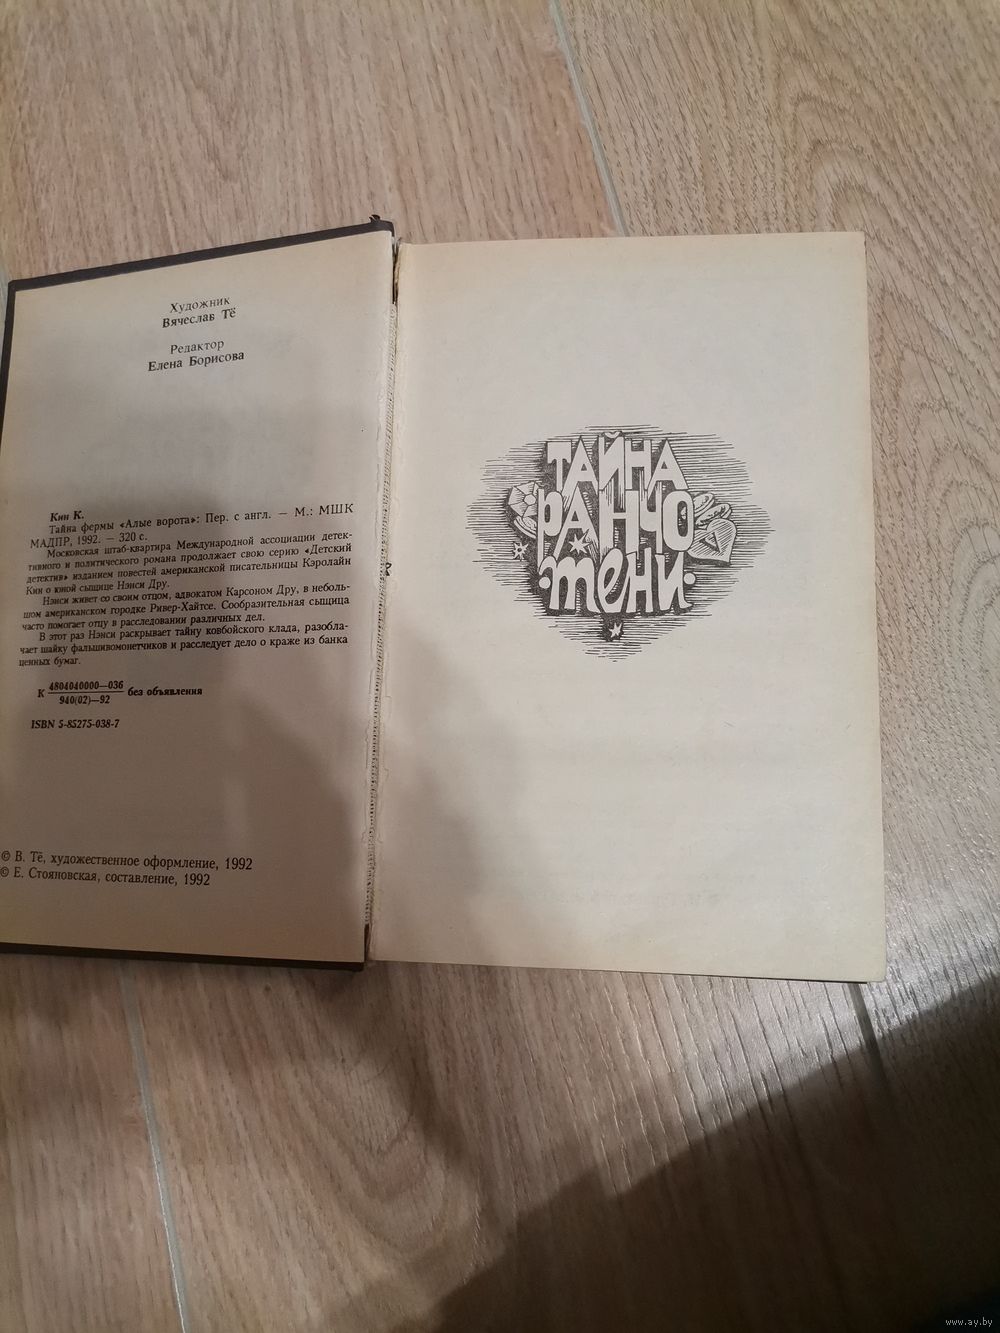 Художник
Вячеслав Тё
Редактор
Елена Борисова
Кин К.
Тайна фермы «Алые ворота»: Пер. с англ. — М.: МШК
МАДПР, 1992. — 320 с.
Московская штаб-квартира Международной ассоциации детек-
тивного и политического романа продолжает свою серию «Детский
детектив» изданием повестей американской писательницы Кэролайн
Кин о юной сыщице Нэнси Дру.
Нэнси живет со своим отцом, адвокатом Карсоном Дру, в неболь-
шом американском городке Ривер-Хайтсе. Сообразительная сыщица
часто помогает отцу в расследовании различных дел.
В этот раз Нэнси раскрывает тайну ковбойского клада, разобла-
чает шайку фальшивомонетчиков и расследует дело о краже из банка
ценных бумаг.
К 4804040000—036
940(02)—92 без объявления
ISBN 5-85275-038-7
© В. Тё, художественное оформление, 1992
© Е. Стояновская, составление, 1992
ТАЙНА
РАНЧО
ТЕНИ
www.ay.by